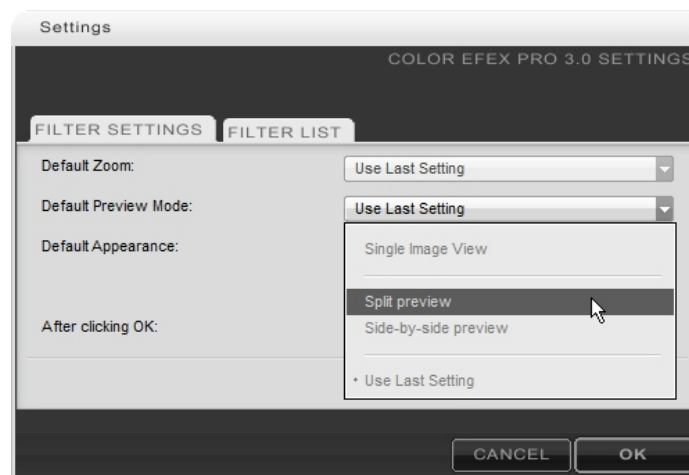 Settings
COLOR EFEX PRO 3.0 SETTINGS
FILTER SETTINGS FILTER LIST
Default Zoom: Use Last Setting
Default Preview Mode: Use Last Setting
Default Appearance:
Single Image View
Split preview
After clicking OK:
Side-by-side preview
Use Last Setting
CANCEL OK